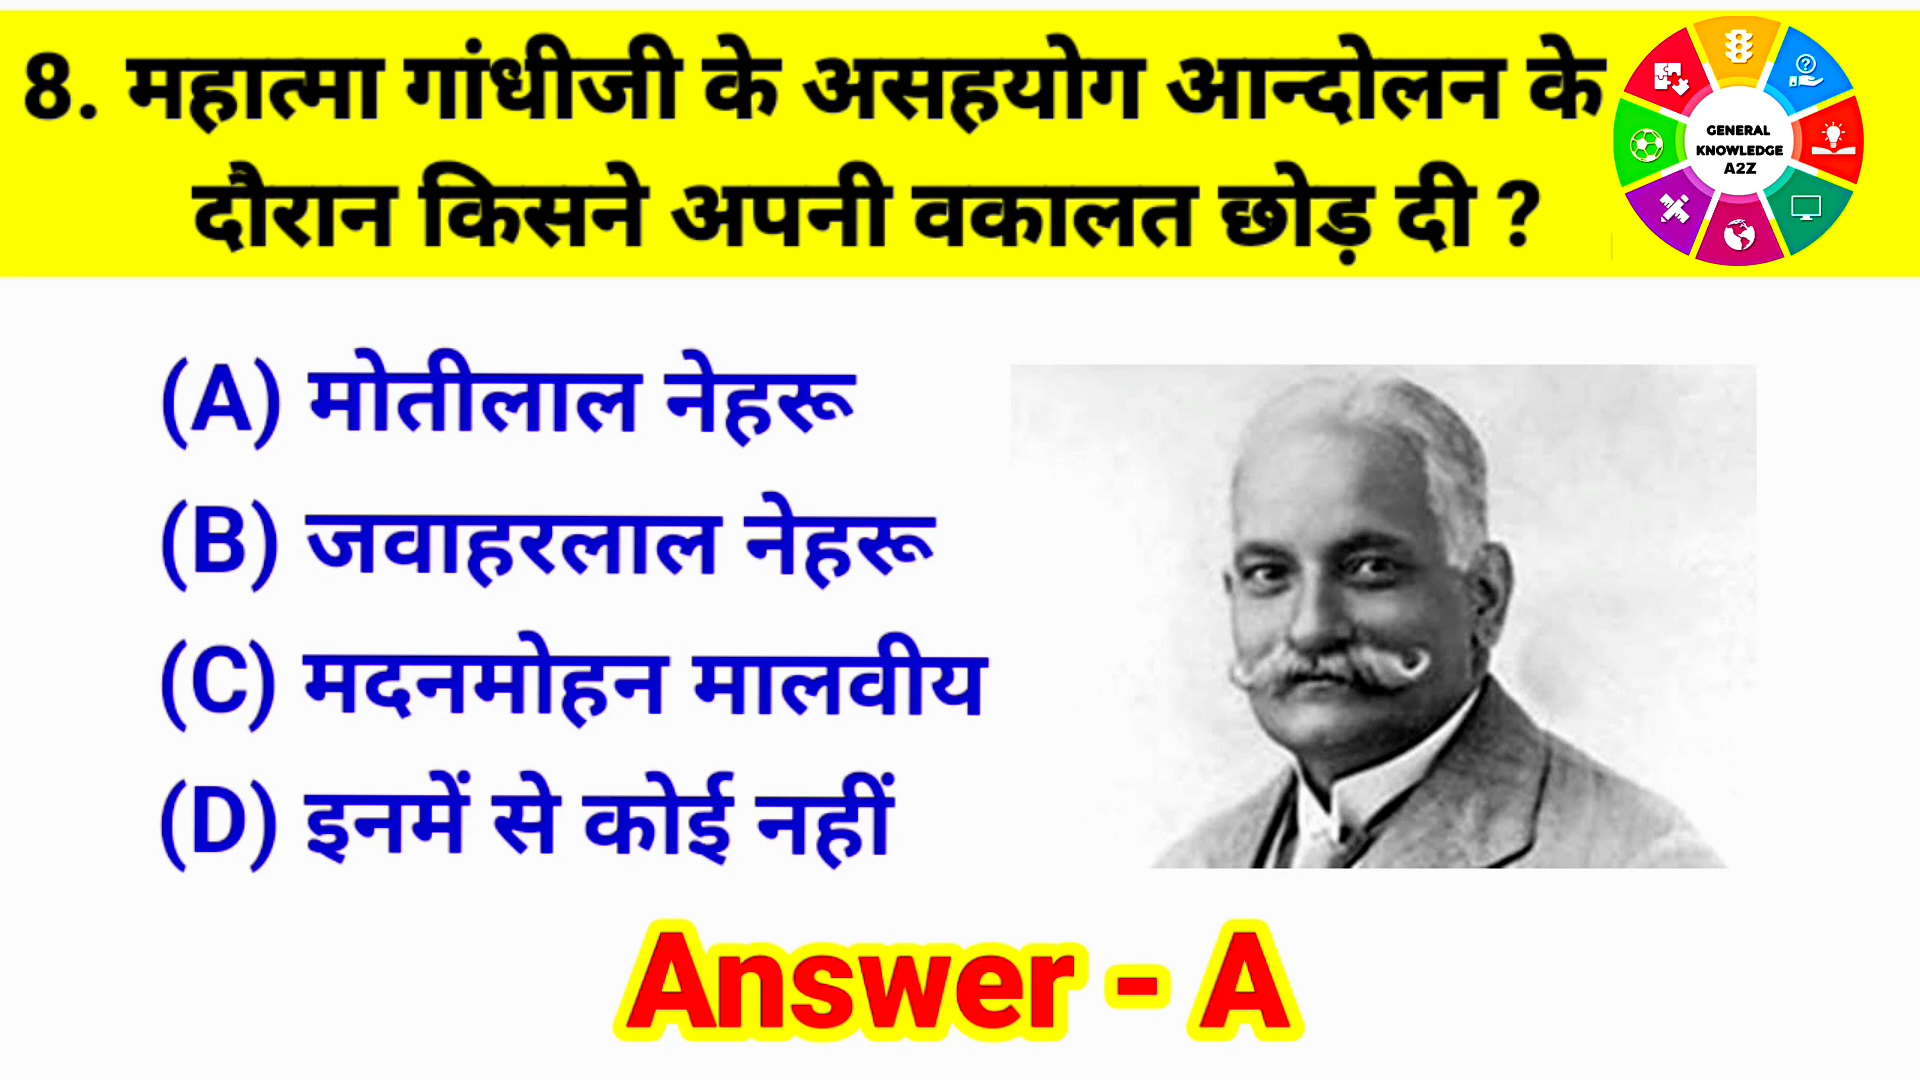 8. महात्मा गांधीजी के असहयोग आन्दोलन के
दौरान किसने अपनी वकालत छोड़ दी ?
GENERAL
KNOWLEDGE
A2Z
(A) मोतीलाल नेहरू
(B) जवाहरलाल नेहरू
(C) मदनमोहन मालवीय
(D) इनमें से कोई नहीं
Answer - A